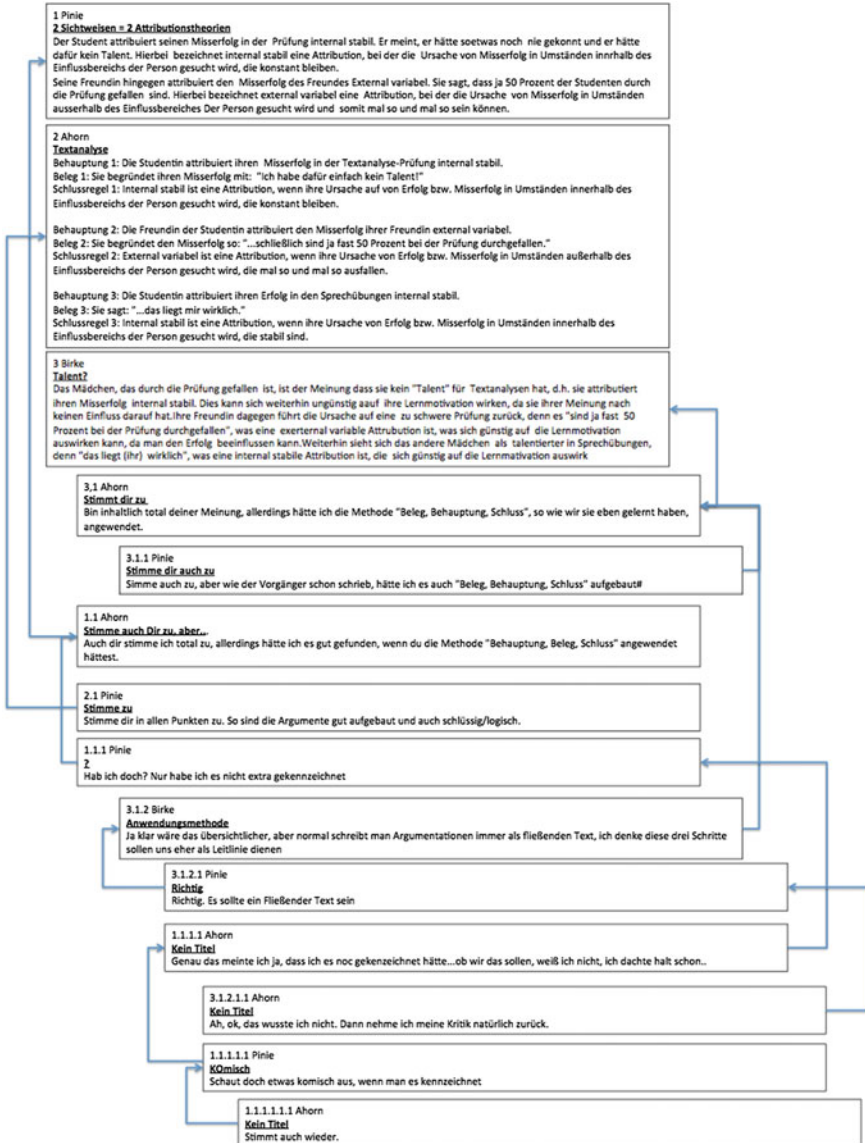 1 Pinie
2 Sichtweisen = 2 Attributionstheorien
Der Student attribuiert seinen Misserfolg in der Prüfung internal stabil. Er meint, er hätte soetwas noch nie gekonnt und er hätte
dafür kein Talent. Hierbei bezeichnet internal stabil eine Attribution, bei der die Ursache von Misserfolg in Umständen innrhalb des
Einflussbereichs der Person gesucht wird, die konstant bleiben.
Seine Freundin hingegen attribuiert den Misserfolg des Freundes External variabel. Sie sagt, dass ja 50 Prozent der Studenten durch
die Prüfung gefallen sind. Hierbei bezeichnet external variabel eine Attribution, bei der die Ursache von Misserfolg in Umständen
ausserhalb des Einflussbereiches Der Person gesucht wird und somit mal so und mal so sein können.
2 Ahorn
Textanalyse
Behauptung 1: Die Studentin attribuiert ihren Misserfolg in der Textanalyse-Prüfung internal stabil.
Beleg 1: Sie begründet ihren Misserfolg mit: "Ich habe dafür einfach kein Talent!"
Schlussregel 1: Internal stabil ist eine Attribution, wenn ihre Ursache auf von Erfolg bzw. Misserfolg in Umständen innerhalb des
Einflussbereichs der Person gesucht wird, die konstant bleiben.
Behauptung 2: Die Freundin der Studentin attribuiert den Misserfolg ihrer Freundin external variabel.
Beleg 2: Sie begründet den Misserfolg so: "...schließlich sind ja fast 50 Prozent bei der Prüfung durchgefallen."
Schlussregel 2: External variabel ist eine Attribution, wenn ihre Ursache von Erfolg bzw. Misserfolg in Umständen außerhalb des
Einflussbereichs der Person gesucht wird, die mal so und mal so ausfallen.
Behauptung 3: Die Studentin attribuiert ihren Erfolg in den Sprechübungen internal stabil.
Beleg 3: Sie sagt: "...das liegt mir wirklich."
Schlussregel 3: Internal stabil ist eine Attribution, wenn ihre Ursache von Erfolg bzw. Misserfolg in Umständen innerhalb des
Einflussbereichs der Person gesucht wird, die stabil sind.
3 Birke
Talent?
Das Mädchen, das durch die Prüfung gefallen ist, ist der Meinung dass sie kein "Talent" für Textanalysen hat, d.h. sie attributiert
ihren Misserfolg internal stabil. Dies kann sich weiterhin ungünstig aauf ihre Lernmotivation wirken, da sie ihrer Meinung nach
keinen Einfluss darauf hat.Ihre Freundin dagegen führt die Ursache auf eine zu schwere Prüfung zurück, denn es "sind ja fast 50
Prozent bei der Prüfung durchgefallen", was eine exerternal variable Attrubution ist, was sich günstig auf die Lernmotivation
auswirken kann, da man den Erfolg beeinflussen kann.Weiterhin sieht sich das andere Mädchen als talentierter in Sprechübungen,
denn "das liegt (ihr) wirklich", was eine internal stabile Attribution ist, die sich günstig auf die Lernmativation auswirk
3,1 Ahorn
Stimmt dir zu
Bin inhaltlich total deiner Meinung, allerdings hätte ich die Methode "Beleg, Behauptung, Schluss", so wie wir sie eben gelernt haben,
angewendet.
3.1.1 Pinie
Stimme dir auch zu
Simme auch zu, aber wie der Vorgänger schon schrieb, hätte ich es auch "Beleg, Behauptung, Schluss" aufgebaut#
1.1 Ahorn
Stimme auch Dir zu, aber...
Auch dir stimme ich total zu, allerdings hätte ich es gut gefunden, wenn du die Methode "Behauptung, Beleg, Schluss" angewendet
hättest.
2.1 Pinie
Stimme zu
Stimme dir in allen Punkten zu. So sind die Argumente gut aufgebaut und auch schlüssig/logisch.
1.1.1 Pinie
?
Hab ich doch? Nur habe ich es nicht extra gekennzeichnet
3.1.2 Birke
Anwendungsmethode
Ja klar wäre das übersichtlicher, aber normal schreibt man Argumentationen immer als fließenden Text, ich denke diese drei Schritte
sollen uns eher als Leitlinie dienen
3.1.2.1 Pinie
Richtig
Richtig. Es sollte ein Fließender Text sein
1.1.1.1 Ahorn
Kein Titel
Genau das meinte ich ja, dass ich es noc gekenzeichnet hätte...ob wir das sollen, weiß ich nicht, ich dachte halt schon..
3.1.2.1.1 Ahorn
Kein Titel
Ah, ok, das wusste ich nicht. Dann nehme ich meine Kritik natürlich zurück.
1.1.1.1.1 Pinie
KOmisch
Schaut doch etwas komisch aus, wenn man es kennzeichnet
1.1.1.1.1.1 Ahorn
Kein Titel
Stimmt auch wieder.